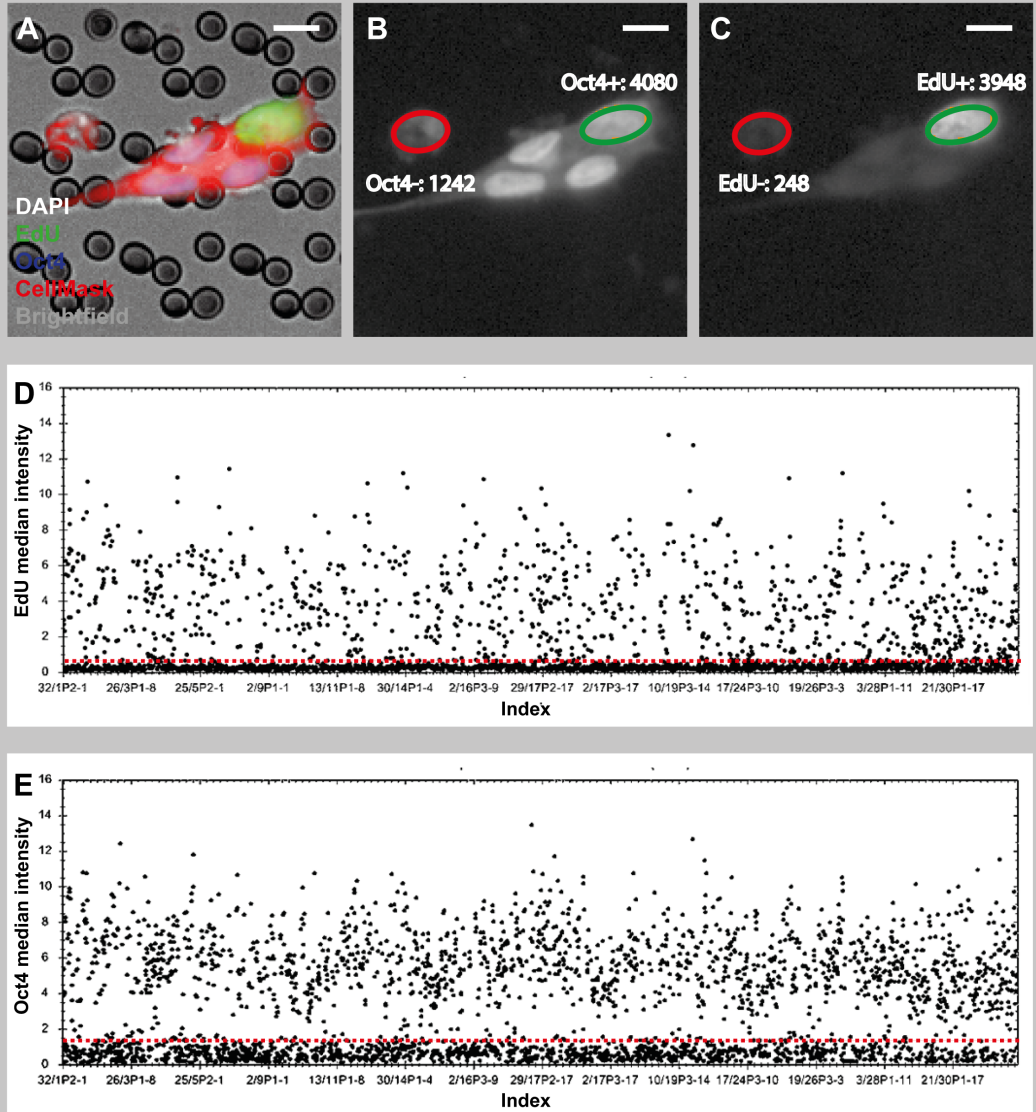 A
DAPI
EdU
Oct4
CellMask
Brightfield
B
Oct4+: 4080
Oct4-: 1242
C
EdU+: 3948
EdU-: 248
D
EdU median intensity
16
14
12
10
8
6
4
2
0
32/1P2-1 26/3P1-8 25/5P2-1 2/9P1-1 13/11P1-8 30/14P1-4 2/16P3-9 29/17P2-17 2/17P3-17 10/19P3-14 17/24P3-10 19/26P3-3 3/28P1-11 21/30P1-17
Index
E
Oct4 median intensity
16
14
12
10
8
6
4
2
0
32/1P2-1 26/3P1-8 25/5P2-1 2/9P1-1 13/11P1-8 30/14P1-4 2/16P3-9 29/17P2-17 2/17P3-17 10/19P3-14 17/24P3-10 19/26P3-3 3/28P1-11 21/30P1-17
Index